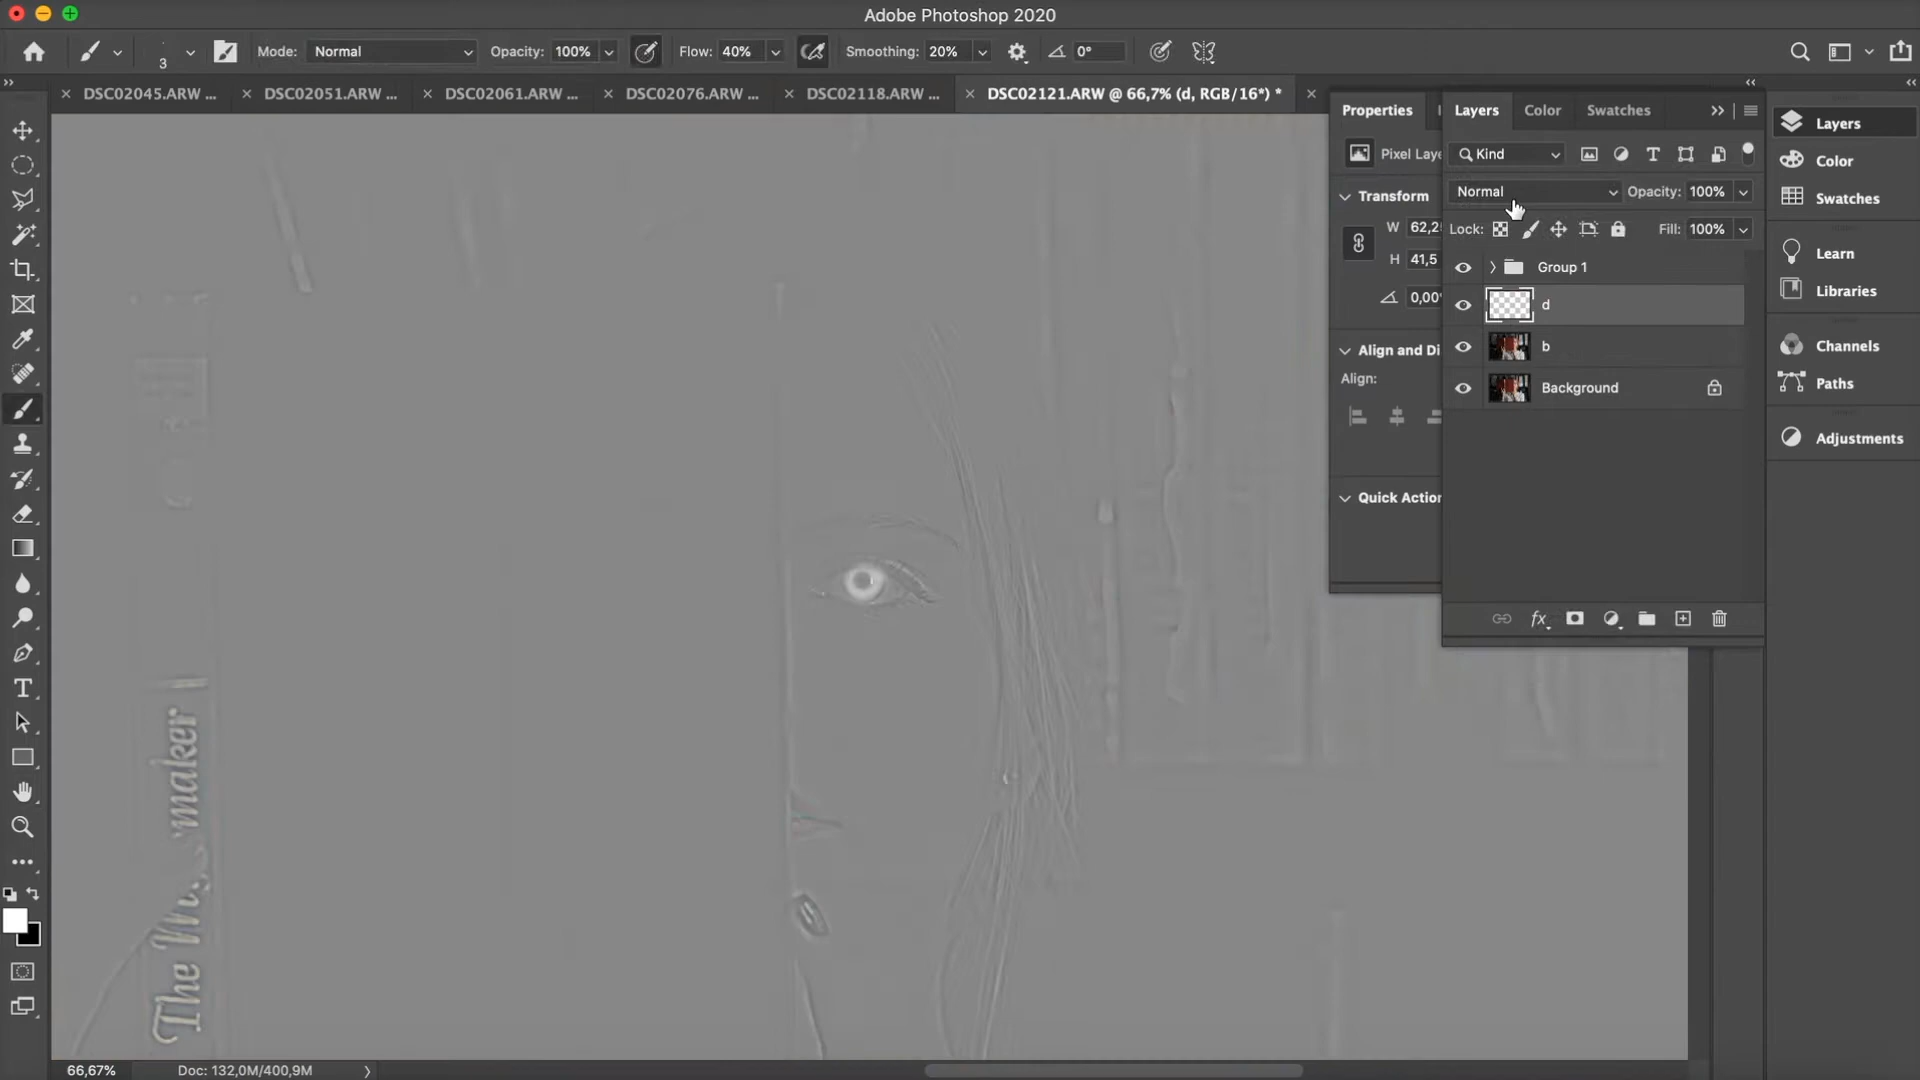 Adobe Photoshop 2020
3 Mode: Normal Opacity: 100% Flow: 40% Smoothing: 20% 0°
DSC02045.ARW ... DSC02051.ARW ... DSC02061.ARW ... DSC02076.ARW ... DSC02118.ARW ... DSC02121.ARW @ 66,7% (d, RGB/16*) *
Properties
Pixel Laye
Transform
W 62,2
H 41,5
0,00°
Align and Di
Align:
Quick Action
Layers Color Swatches
Kind
Normal Opacity: 100%
Lock: Fill: 100%
Group 1
d
b
Background
fx
Layers
Color
Swatches
Learn
Libraries
Channels
Paths
Adjustments
The maker
66,67% Doc: 132,0M/400,9M